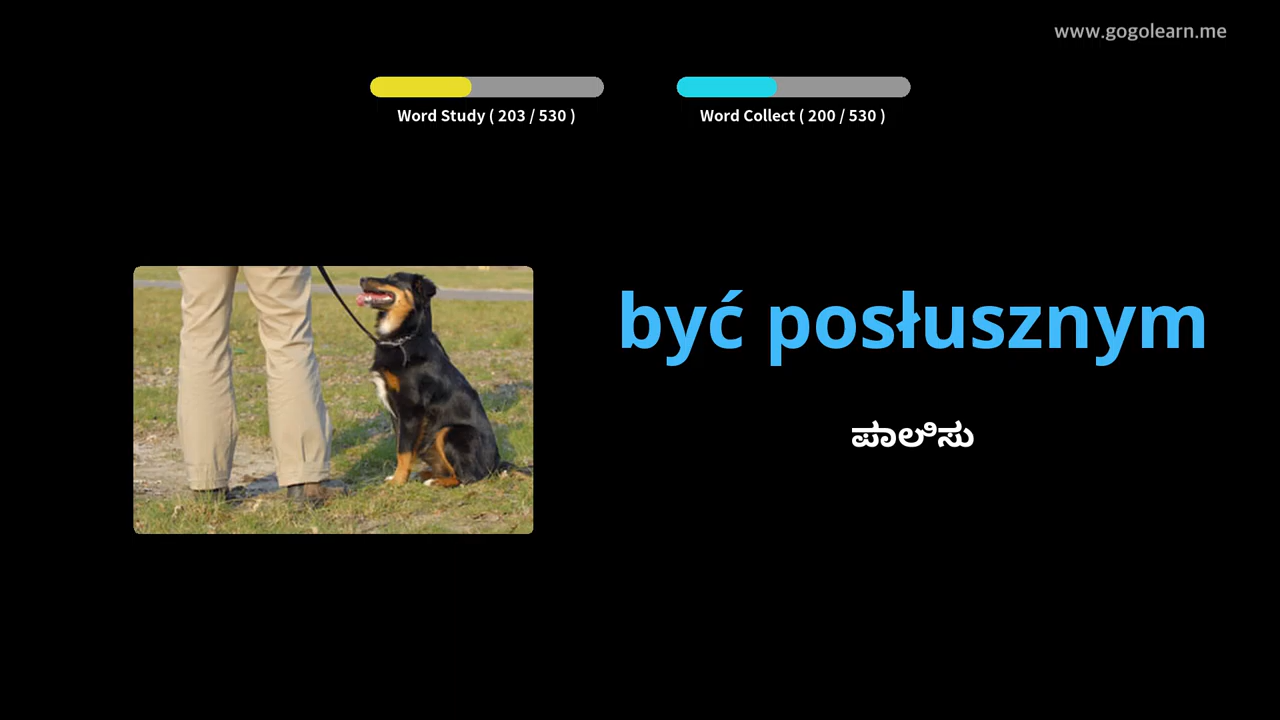 www.gogolearn.me
Word Study ( 203 / 530 )
Word Collect ( 200 / 530 )
być posłusznym
ಪಾಲಿಸು